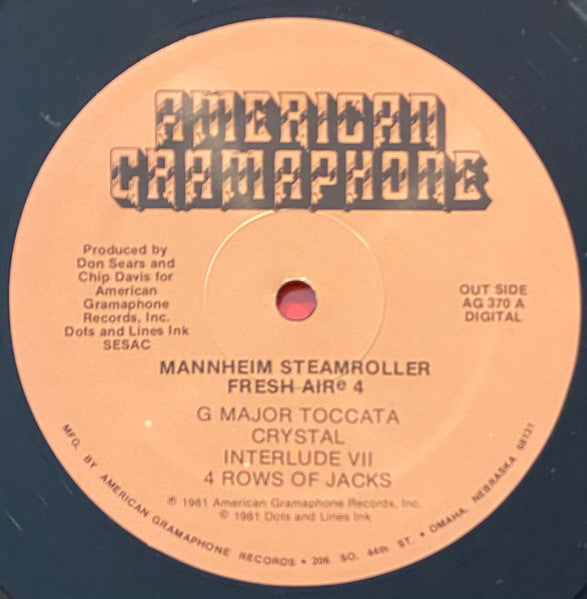 AMERICAN
GRAMAPHONE
Produced by
Don Sears and
Chip Davis for
American
Gramaphone
Records, Inc.
Dots and Lines Ink
SESAC
OUT SIDE
AG 370 A
DIGITAL
MANNHEIM STEAMROLLER
FRESH AIRe 4
G MAJOR TOCCATA
CRYSTAL
INTERLUDE VII
4 ROWS OF JACKS
℗ 1981 American Gramaphone Records, Inc.
© 1981 Dots and Lines Ink
MFG. BY AMERICAN GRAMAPHONE RECORDS • 206 SO. 44th ST. • OMAHA, NEBRASKA